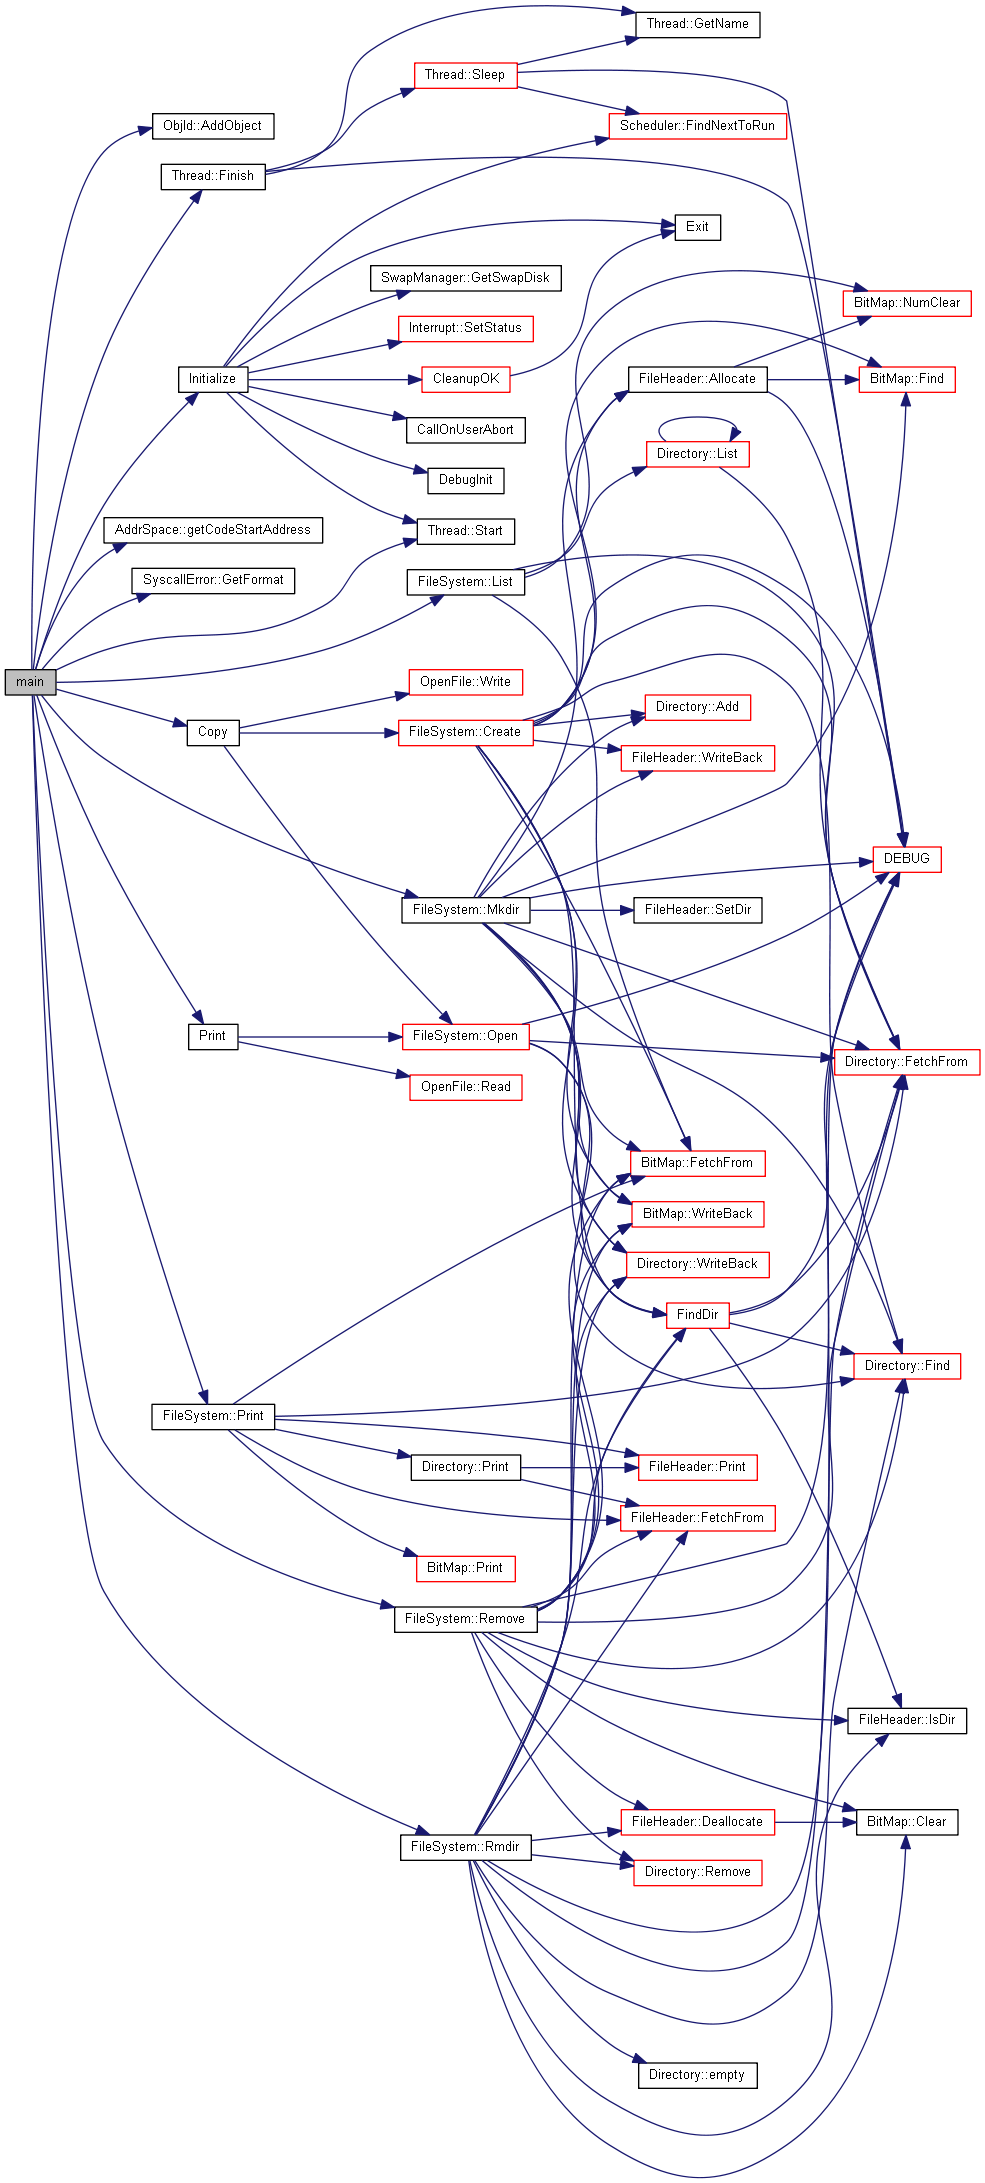 Thread::GetName
Thread::Sleep
ObjId::AddObject
Scheduler::FindNextToRun
Thread::Finish
Exit
SwapManager::GetSwapDisk
BitMap::NumClear
Interrupt::SetStatus
Initialize
CleanupOK
FileHeader::Allocate
BitMap::Find
CallOnUserAbort
Directory::List
DebugInit
AddrSpace::getCodeStartAddress
Thread::Start
SyscallError::GetFormat
FileSystem::List
main
OpenFile::Write
Directory::Add
Copy
FileSystem::Create
FileHeader::WriteBack
DEBUG
FileSystem::Mkdir
FileHeader::SetDir
Print
FileSystem::Open
Directory::FetchFrom
OpenFile::Read
BitMap::FetchFrom
BitMap::WriteBack
Directory::WriteBack
FindDir
Directory::Find
FileSystem::Print
Directory::Print
FileHeader::Print
FileHeader::FetchFrom
BitMap::Print
FileSystem::Remove
FileHeader::IsDir
FileHeader::Deallocate
BitMap::Clear
FileSystem::Rmdir
Directory::Remove
Directory::empty